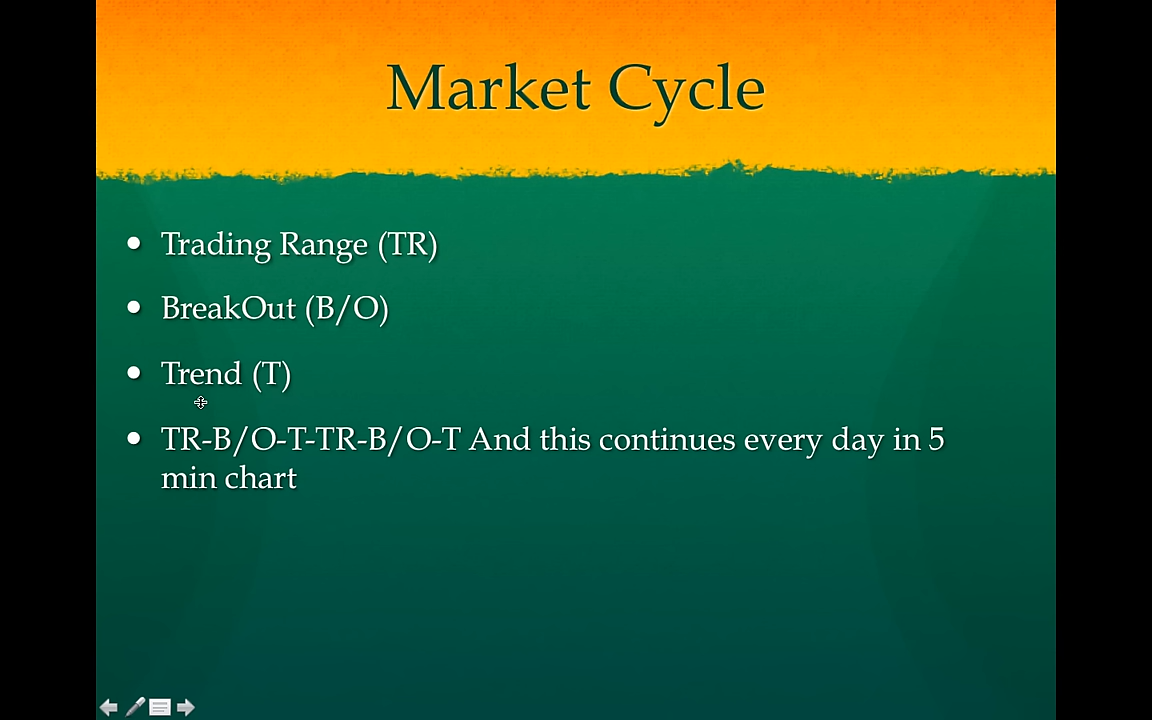 Market Cycle
Trading Range (TR)
BreakOut (B/O)
Trend (T)
TR-B/O-T-TR-B/O-T And this continues every day in 5
min chart